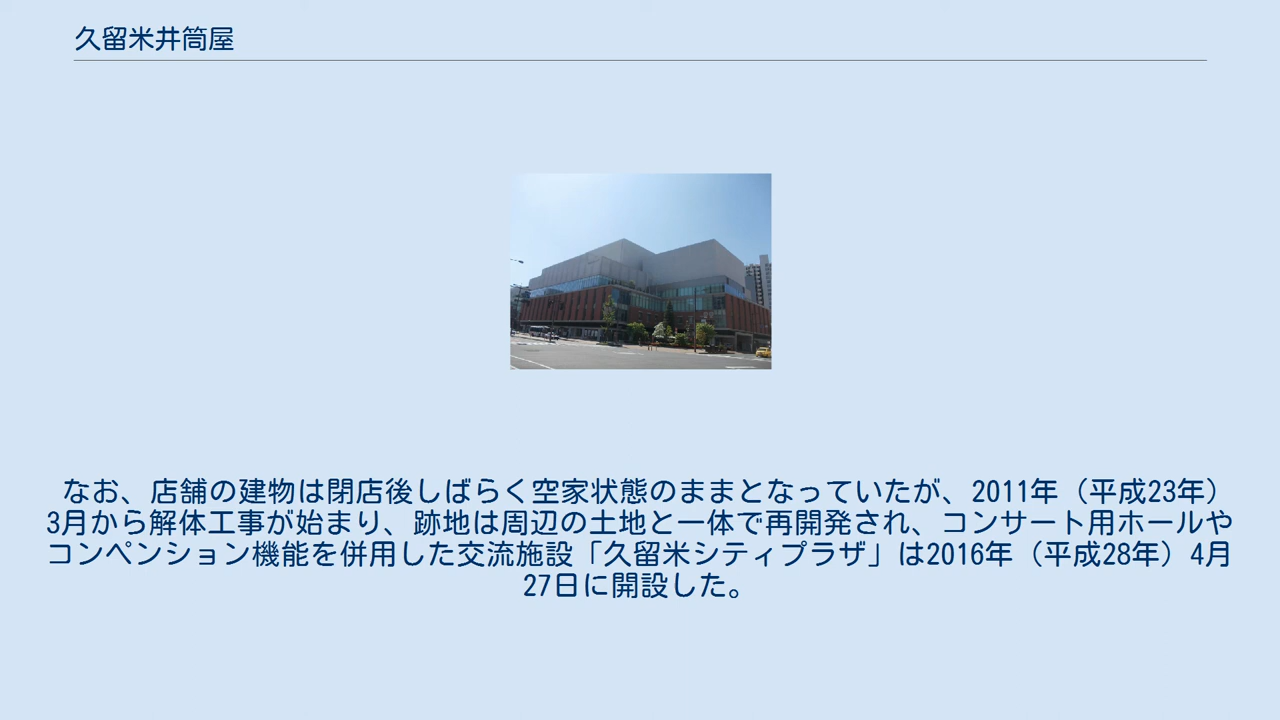 久留米井筒屋
なお、店舗の建物は閉店後しばらく空家状態のままとなっていたが、2011年（平成23年）
3月から解体工事が始まり、跡地は周辺の土地と一体で再開発され、コンサート用ホールや
コンペンション機能を併用した交流施設「久留米シティプラザ」は2016年（平成28年）4月
27日に開設した。